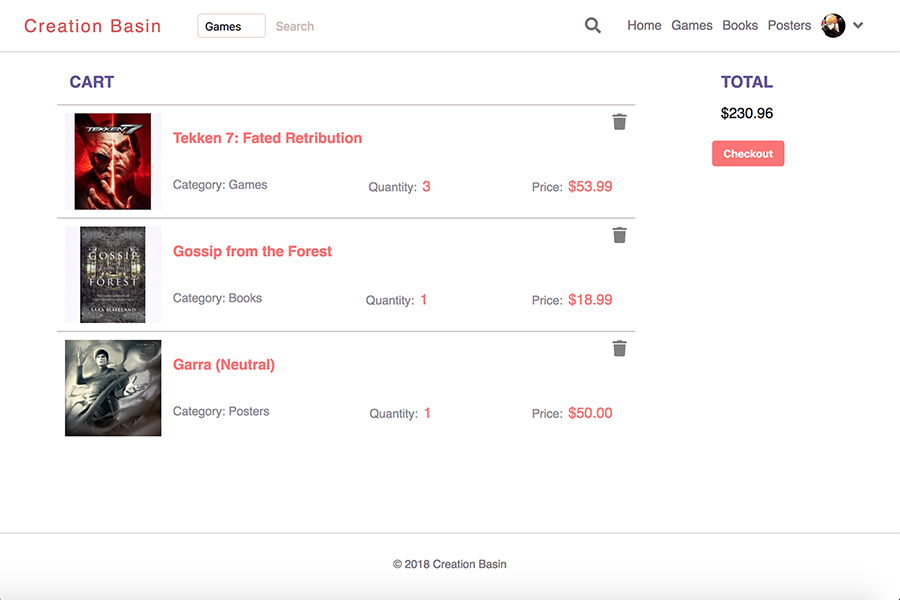 Creation Basin
Games
Search
Home Games Books Posters
CART
TEKKEN 7
Tekken 7: Fated Retribution
Category: Games
Quantity: 3
Price: $53.99
GOSSIP
FROM THE
FOREST
SARA MAITLAND
Gossip from the Forest
Category: Books
Quantity: 1
Price: $18.99
Garra (Neutral)
Category: Posters
Quantity: 1
Price: $50.00
TOTAL
$230.96
Checkout
© 2018 Creation Basin